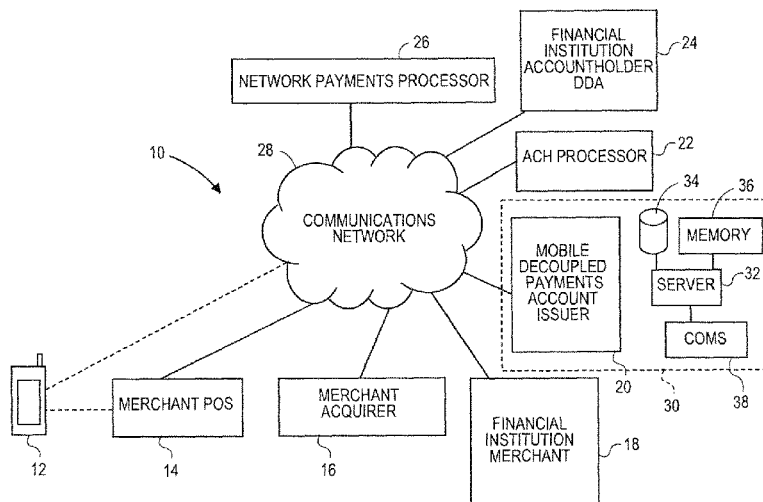 26
NETWORK PAYMENTS PROCESSOR
FINANCIAL
INSTITUTION
ACCOUNTHOLDER
DDA
24
10
28
ACH PROCESSOR
22
COMMUNICATIONS
NETWORK
34
36
MEMORY
MOBILE
DECOUPLED
PAYMENTS
ACCOUNT
ISSUER
SERVER
32
COMS
20
30
38
MERCHANT POS
MERCHANT
ACQUIRER
FINANCIAL
INSTITUTION
MERCHANT
18
12
14
16